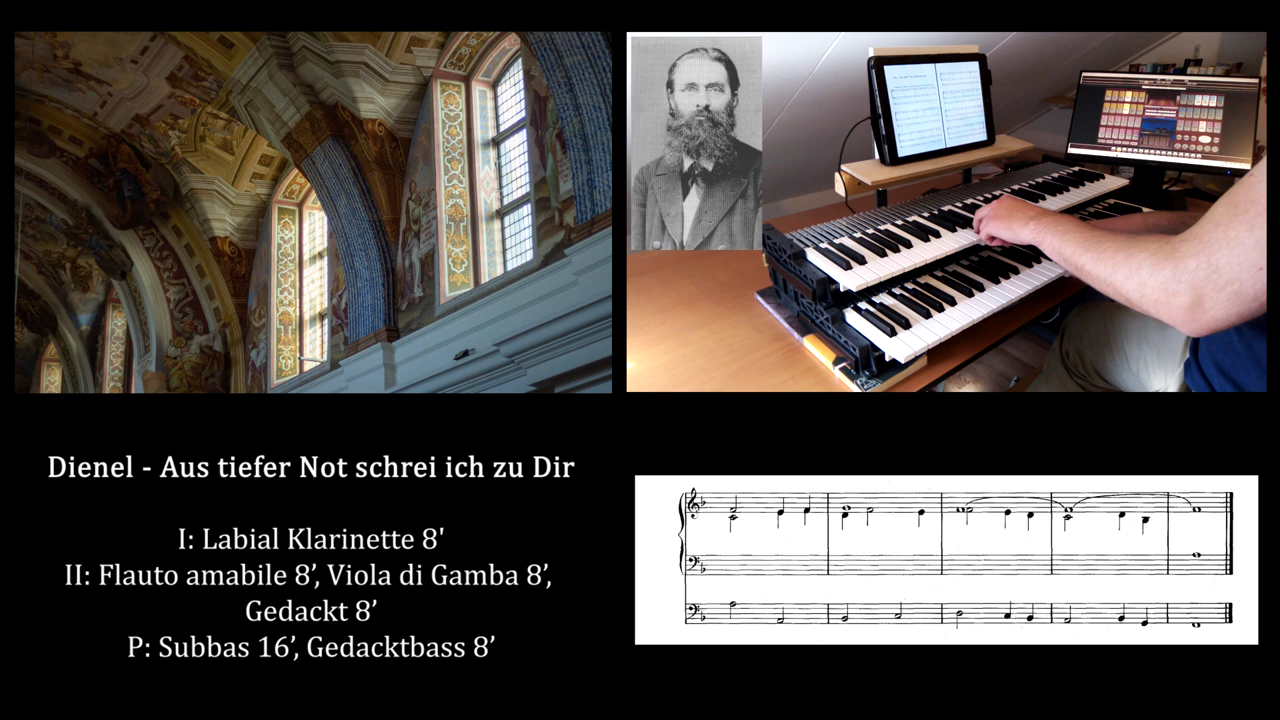 Dienel - Aus tiefer Not schrei ich zu Dir
I: Labial Klarinette 8'
II: Flauto amabile 8’, Viola di Gamba 8’,
Gedackt 8’
P: Subbas 16’, Gedacktbass 8’